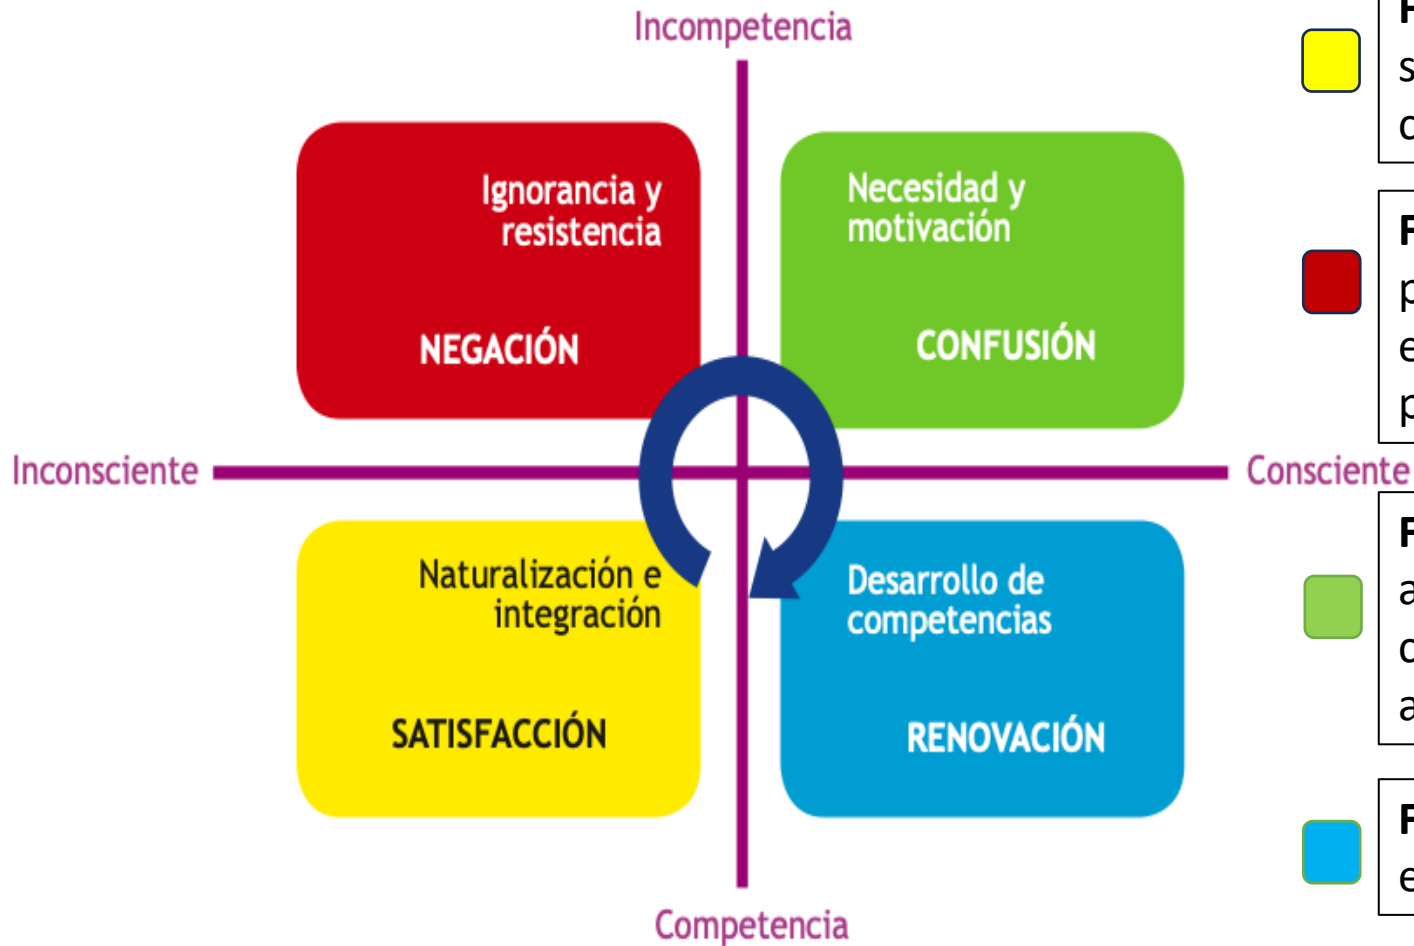 Incompetencia
Ignorancia y
resistencia
NEGACIÓN
Necesidad y
motivación
CONFUSIÓN
Inconsciente
Consciente
Naturalización e
integración
SATISFACCIÓN
Desarrollo de
competencias
RENOVACIÓN
Competencia